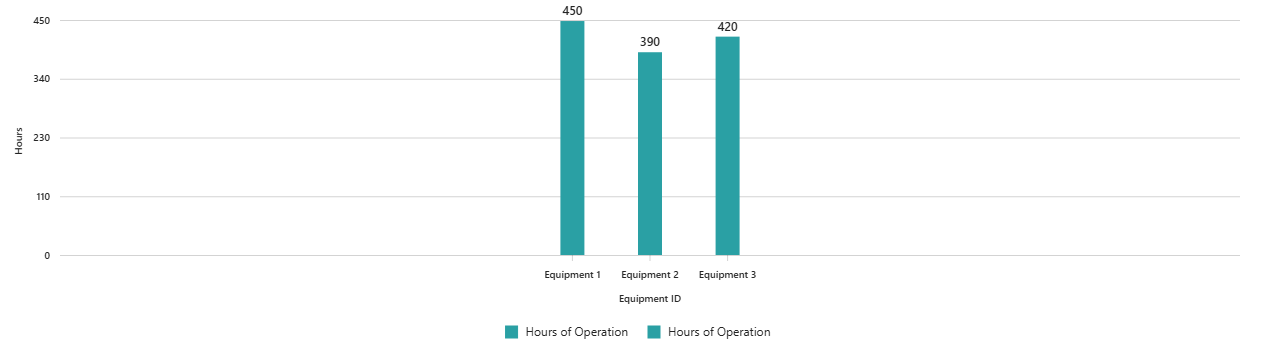 450
390
420
450
340
230
110
0
Hours
Equipment 1 Equipment 2 Equipment 3
Equipment ID
Hours of Operation Hours of Operation